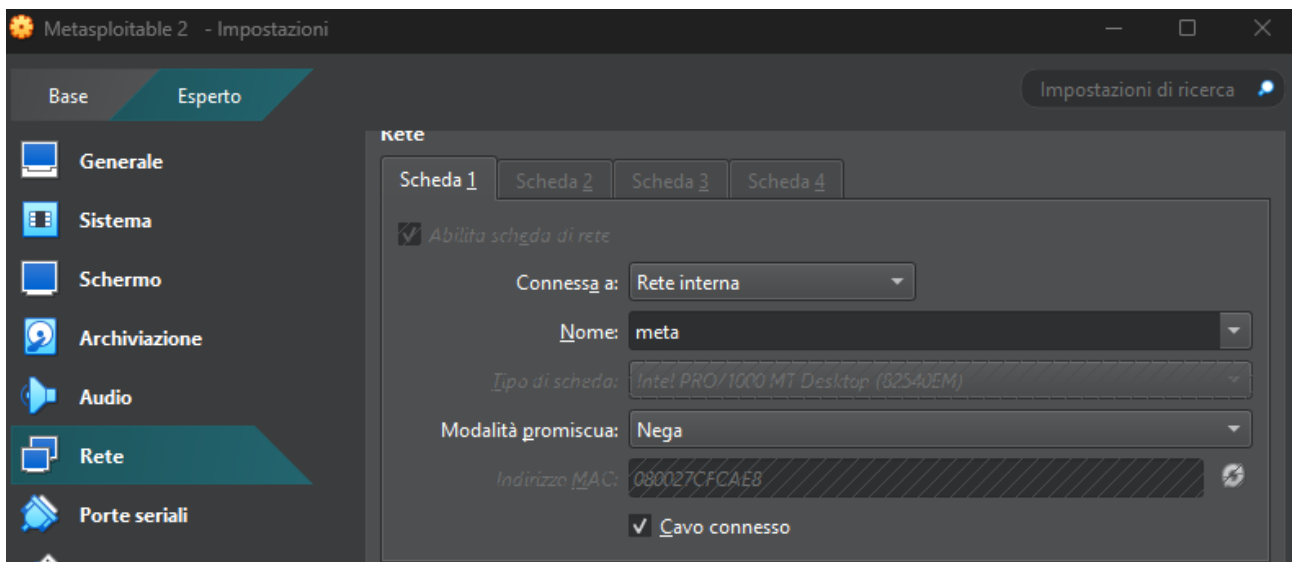 Metasploitable 2 - Impostazioni
Base Esperto Impostazioni di ricerca
Rete
Generale
Scheda 1 Scheda 2 Scheda 3 Scheda 4
Sistema
Abilita scheda di rete
Schermo
Connessa a: Rete interna
Archiviazione
Nome: meta
Tipo di scheda: Intel PRO/1000 MT Desktop (82540EM)
Audio
Modalità promiscua: Nega
Rete
Indirizzo MAC: 080027CFCAE8
Porte seriali
Cavo connesso